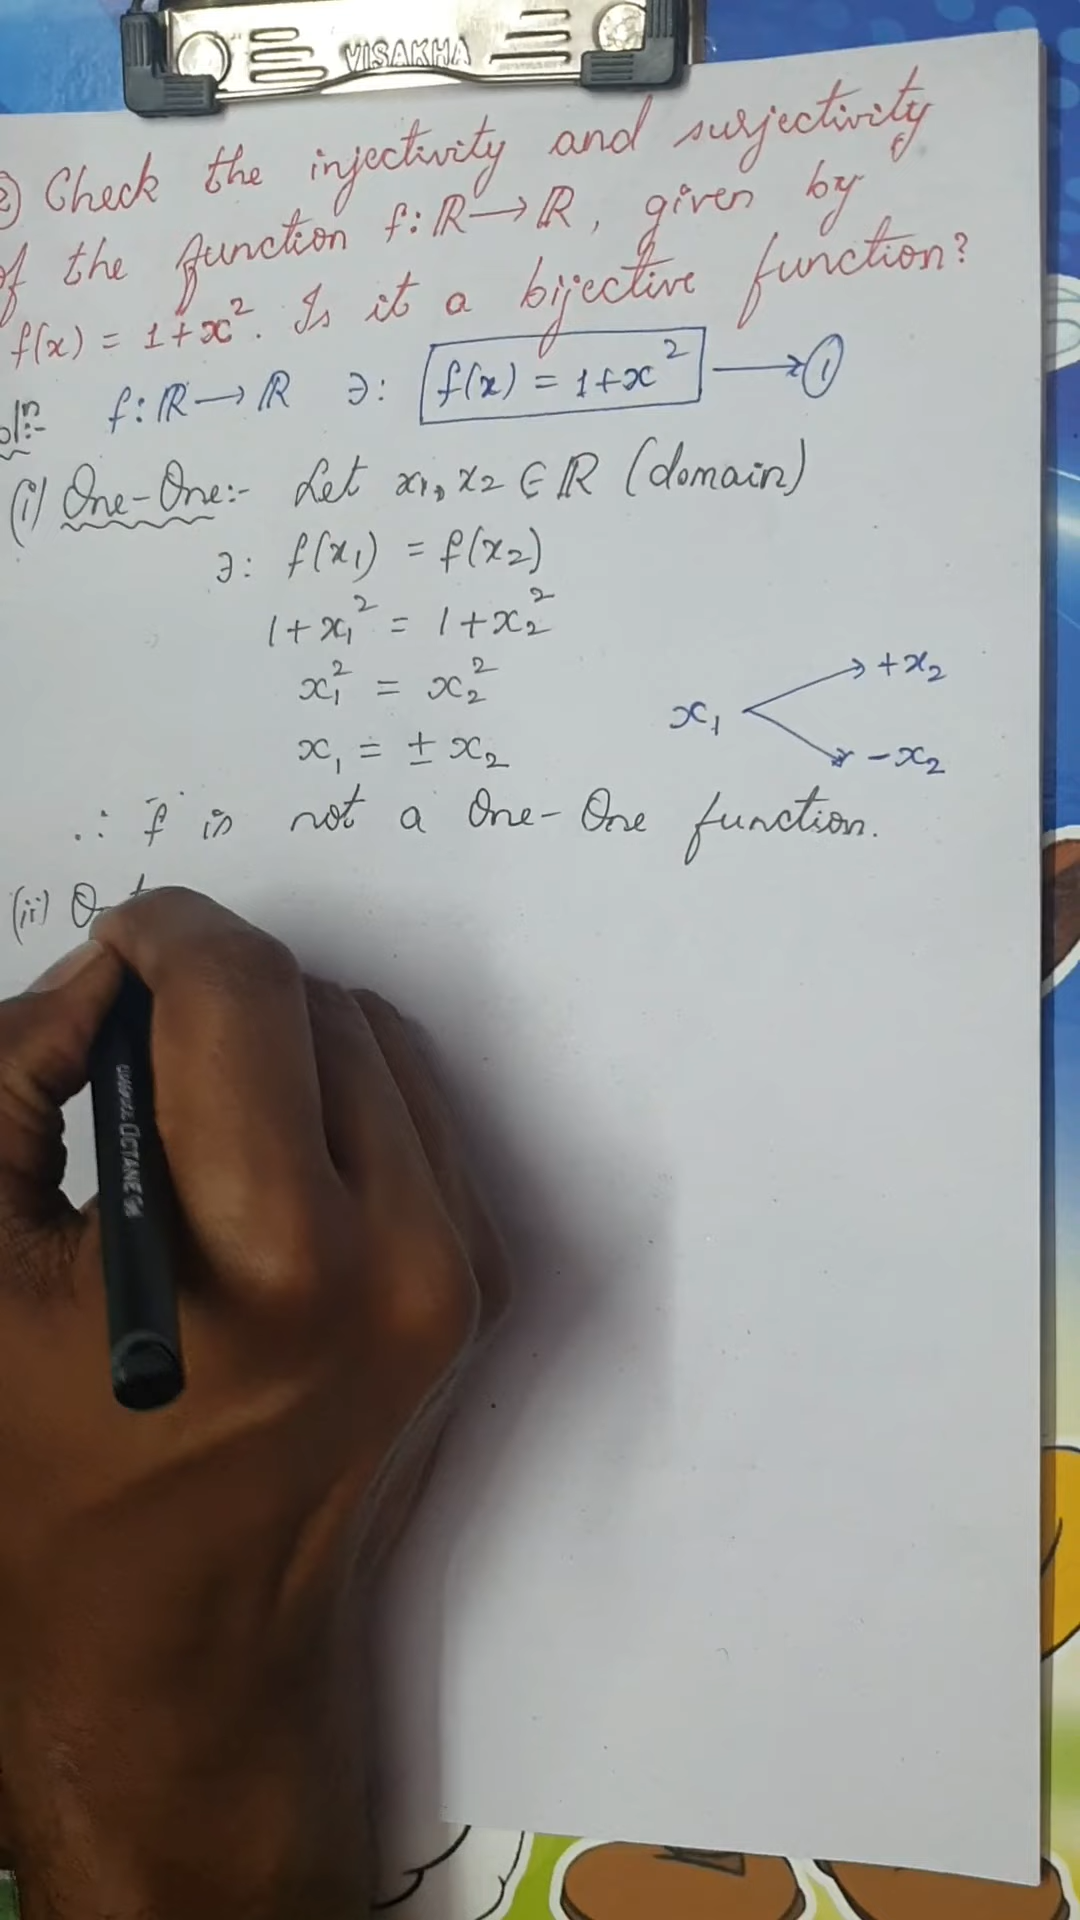 VISAKHA
2) Check the injectivity and surjectivity
of the function f: ℝ → ℝ, given by
f(x) = 1+x². Is it a bijective function?
Soln:- f: ℝ → ℝ ∋: f(x) = 1+x² → ①
(i) One-One:- Let x₁, x₂ ∈ ℝ (domain)
∋: f(x₁) = f(x₂)
1+x₁² = 1+x₂²
x₁² = x₂²
x₁ = ± x₂
x₁ +x₂
-x₂
∴ f is not a One-One function.
(ii)
OCTANE